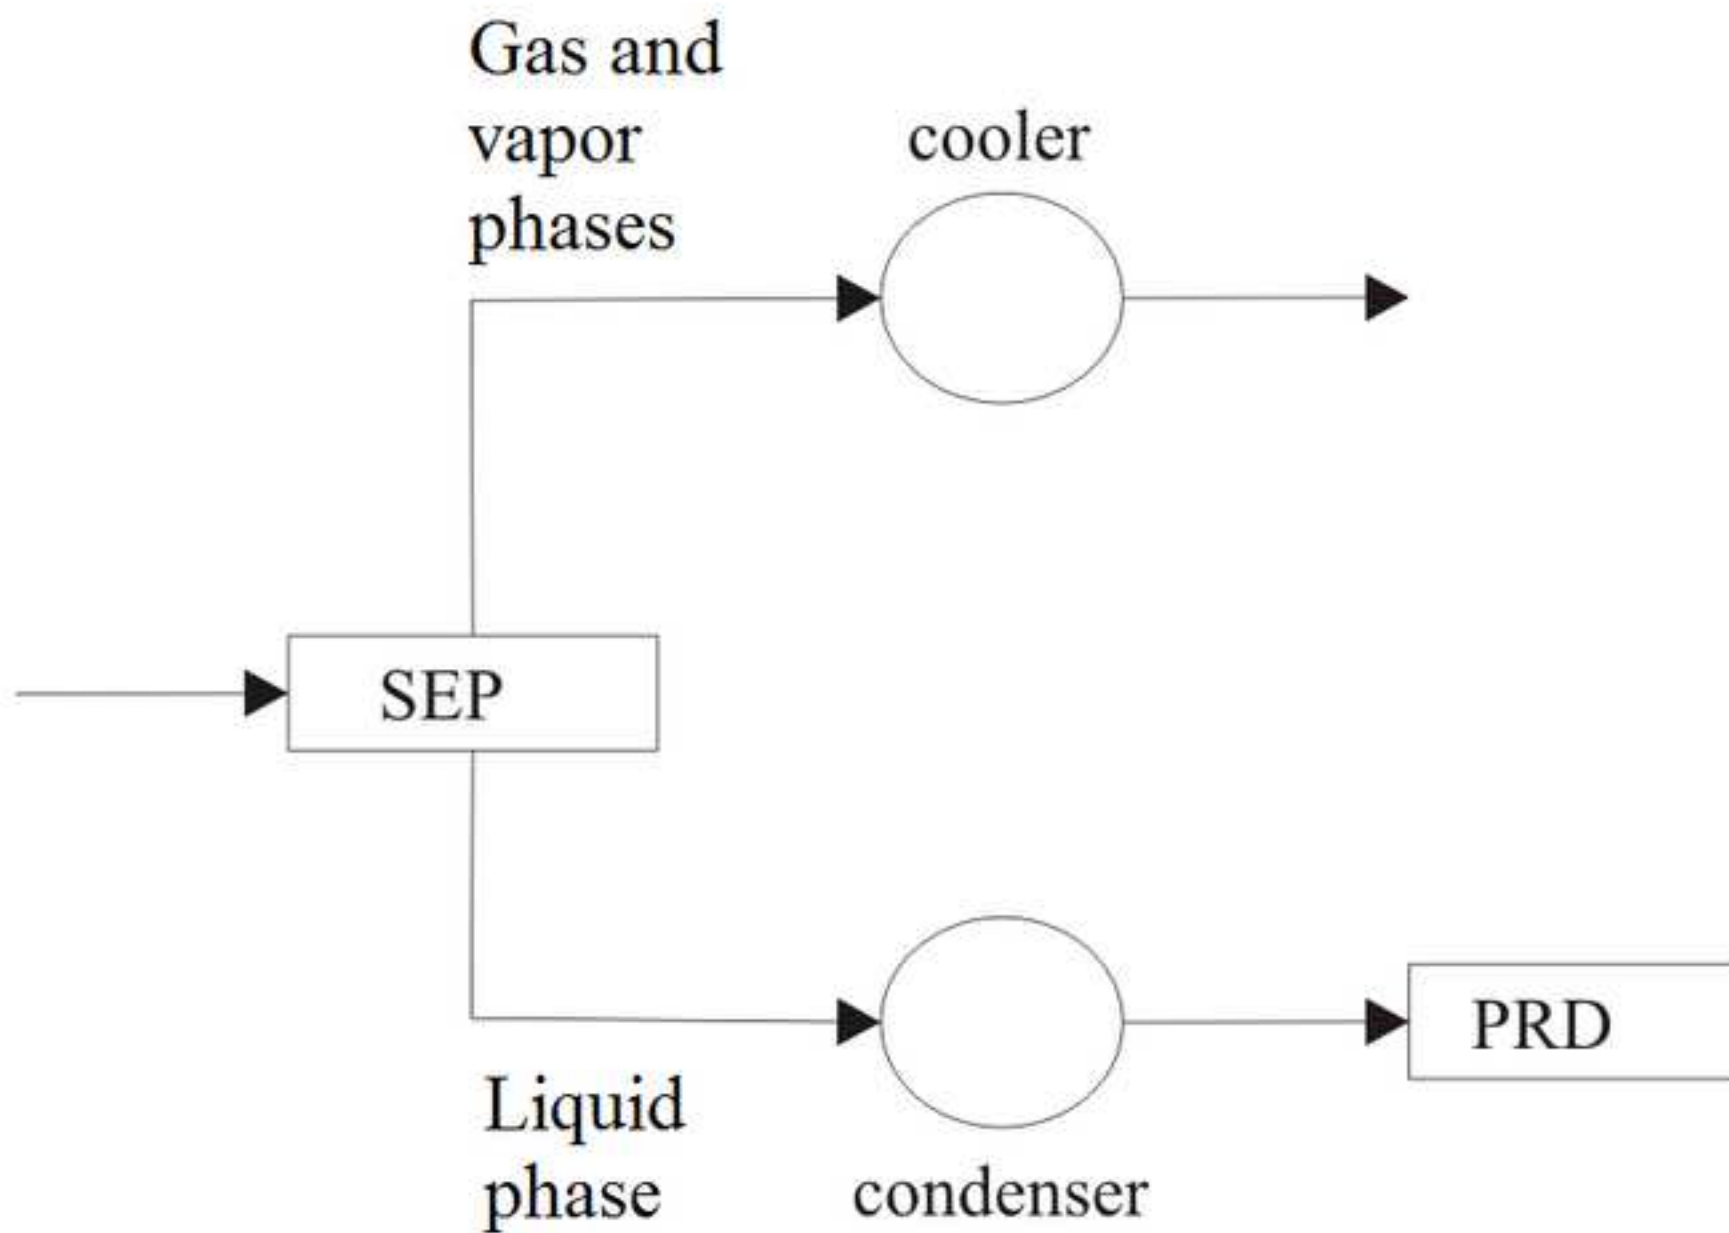 Gas and
vapor
phases
cooler
SEP
PRD
Liquid
phase
condenser